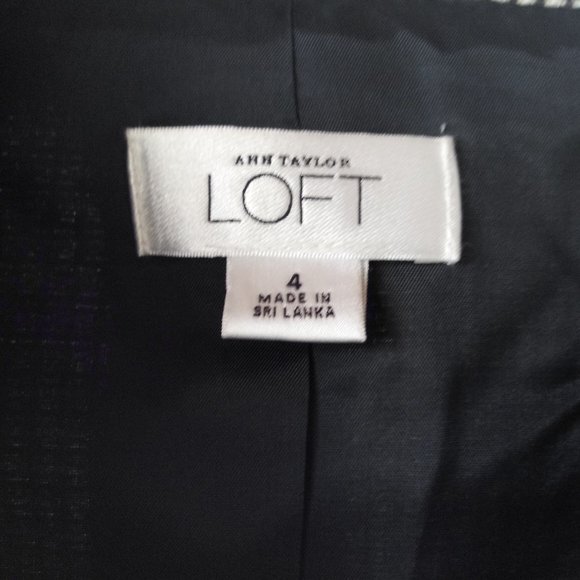 ANN TAYLOR
LOFT
4
MADE IN
SRI LANKA